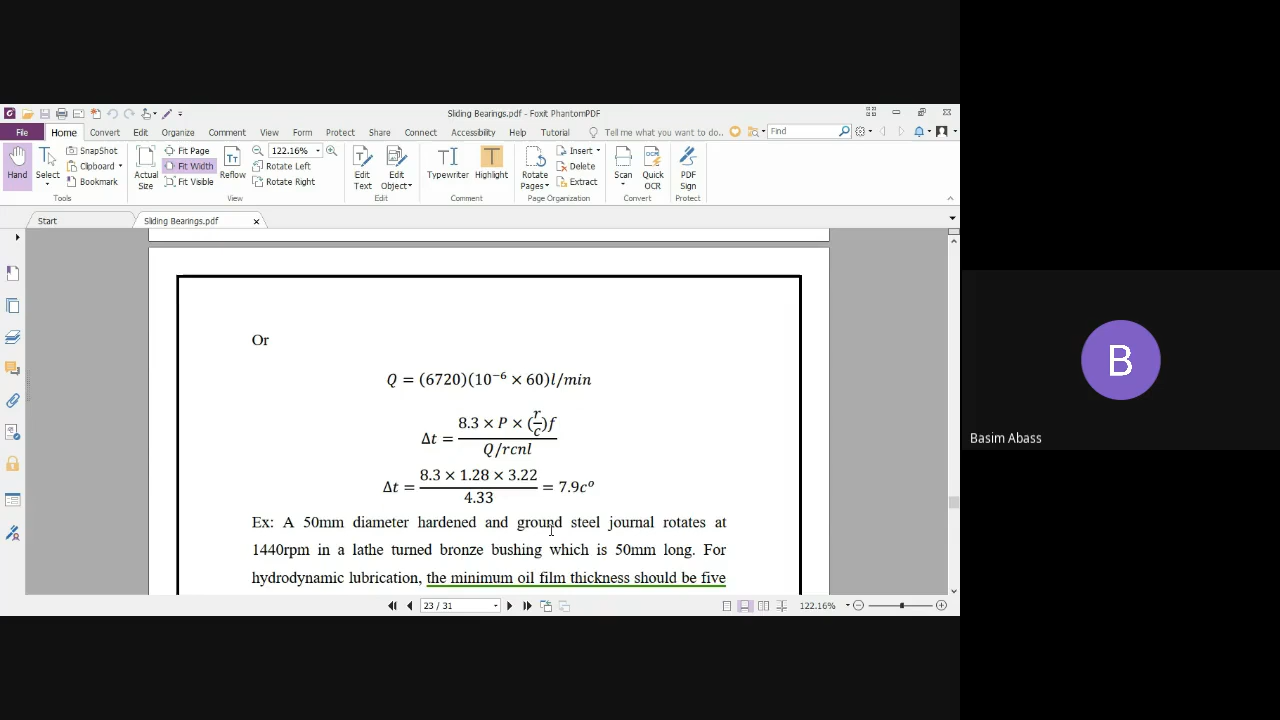 Sliding Bearings.pdf - Foxit PhantomPDF
File Home Convert Edit Organize Comment View Form Protect Share Connect Accessibility Help Tutorial Tell me what you want to do.. Find
Hand Select SnapShot Clipboard Bookmark Actual Size Fit Page Fit Width Fit Visible Reflow 122.16% Rotate Left Rotate Right Edit Text Edit Object Typewriter Highlight Rotate Pages Insert Delete Extract Scan Quick OCR PDF Sign
Tools View Edit Comment Page Organization Convert Protect
Start Sliding Bearings.pdf
Or
Q = (6720)(10⁻⁶ × 60)l/min
Δt = 8.3 × P × (r/c)f / Q/rcnl
Δt = 8.3 × 1.28 × 3.22 / 4.33 = 7.9cᵒ
Ex: A 50mm diameter hardened and ground steel journal rotates at
1440rpm in a lathe turned bronze bushing which is 50mm long. For
hydrodynamic lubrication, the minimum oil film thickness should be five
23 / 31 122.16%
B
Basim Abass